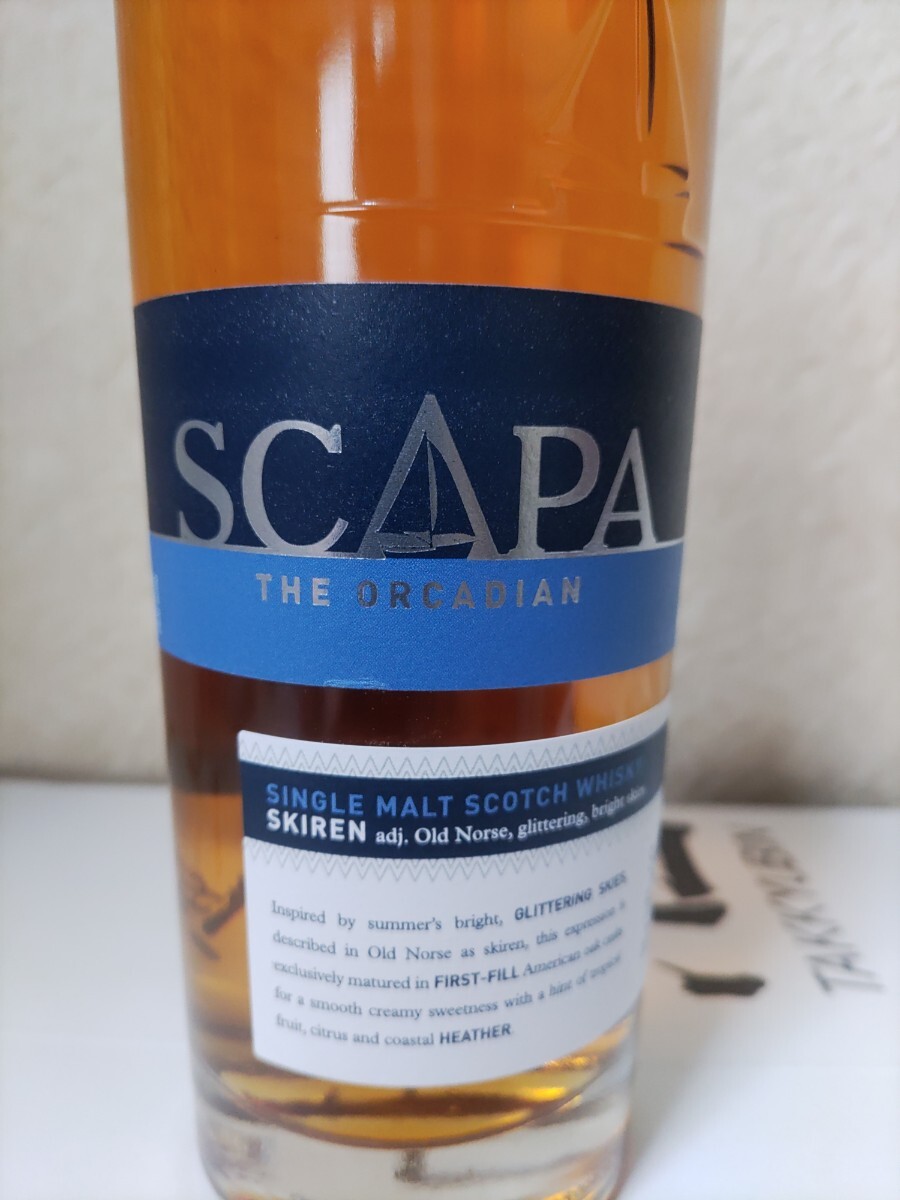 SCAPA
THE ORCADIAN
SINGLE MALT SCOTCH WHISKY
SKIREN adj. Old Norse, glittering, bright skies
Inspired by summer's bright, GLITTERING SKIES,
described in Old Norse as skiren, this expression is
exclusively matured in FIRST-FILL American oak casks
for a smooth creamy sweetness with a hint of tropical
fruit, citrus and coastal HEATHER.